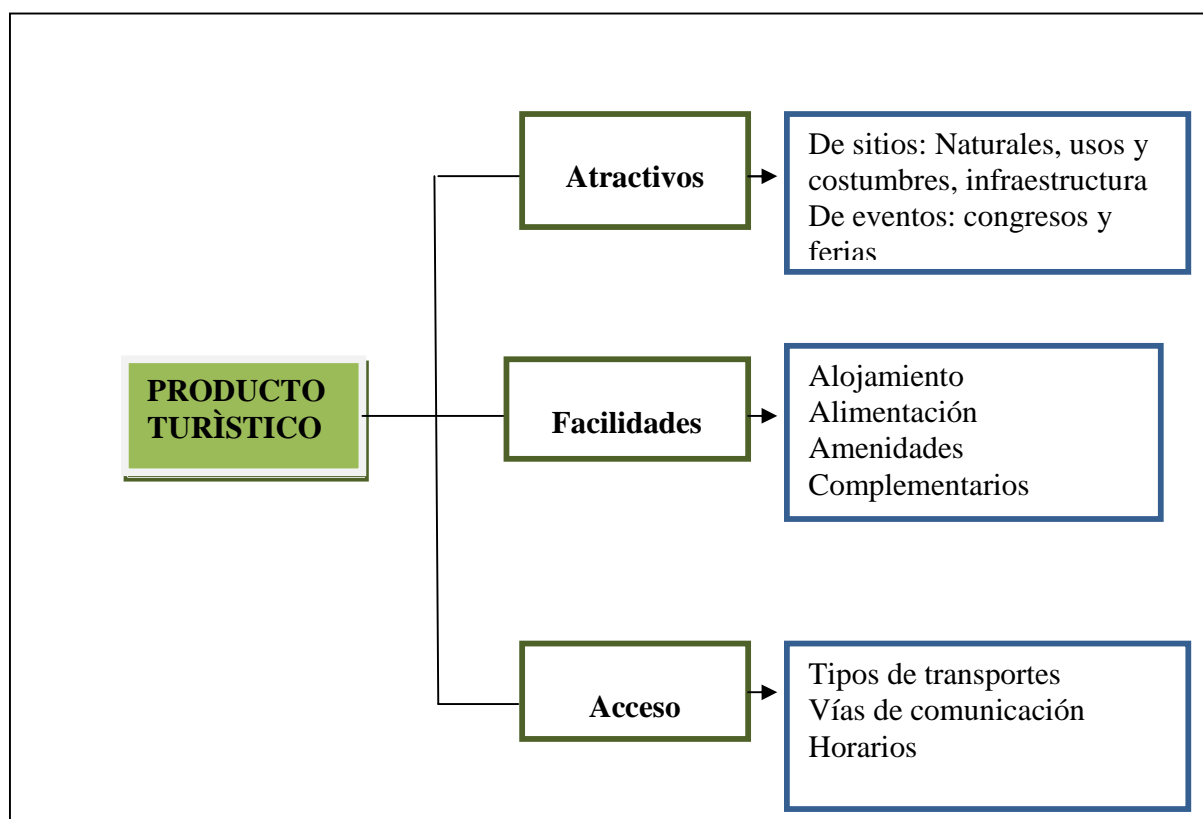 PRODUCTO
TURÌSTICO
Atractivos
De sitios: Naturales, usos y
costumbres, infraestructura
De eventos: congresos y
ferias
Facilidades
Alojamiento
Alimentación
Amenidades
Complementarios
Acceso
Tipos de transportes
Vías de comunicación
Horarios